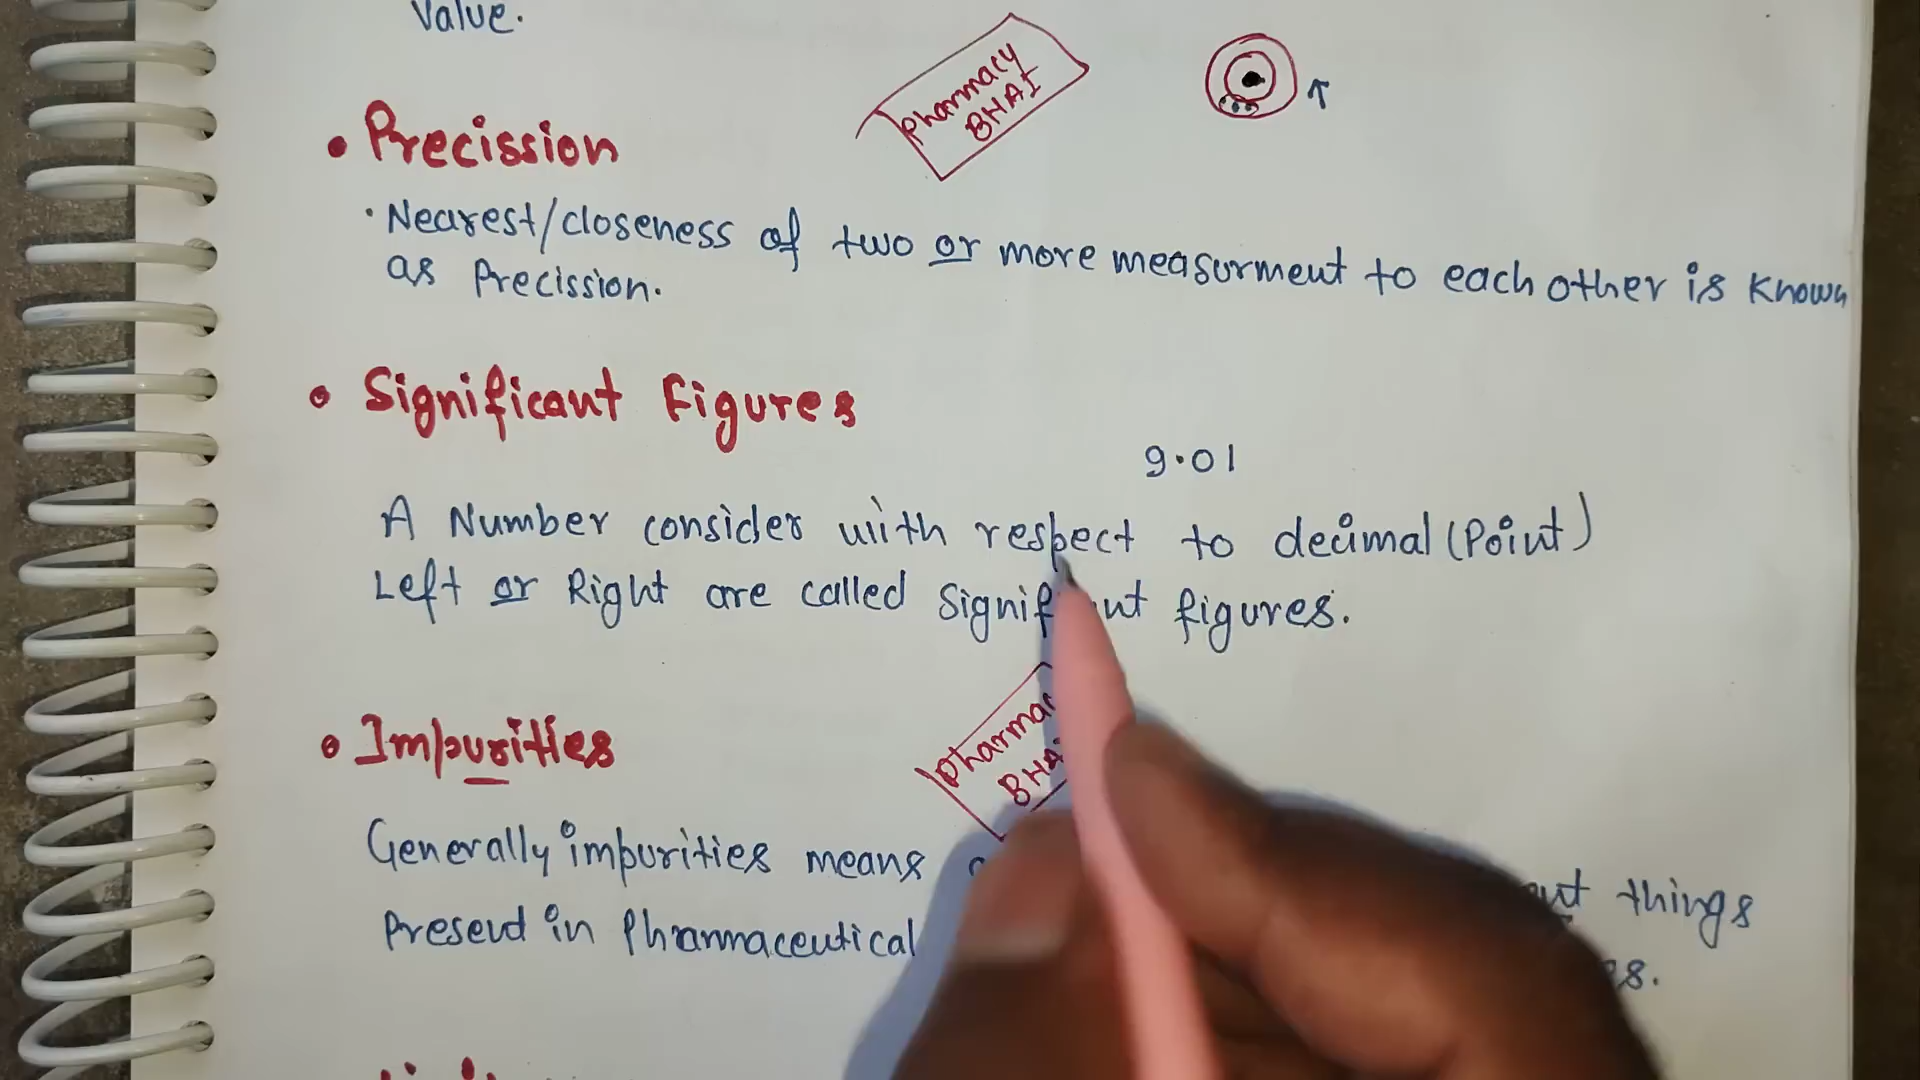 Value.
Pharmacy
BHAI
• Precission
· Nearest/closeness of two or more measurment to each other is known
as Precission.
• Significant Figures
9.01
A Number consider with respect to decimal (Point)
Left or Right are called Signif nt figures.
• Impurities
Pharmac
BHA
Generally impurities means things
Present in Pharmaceutical